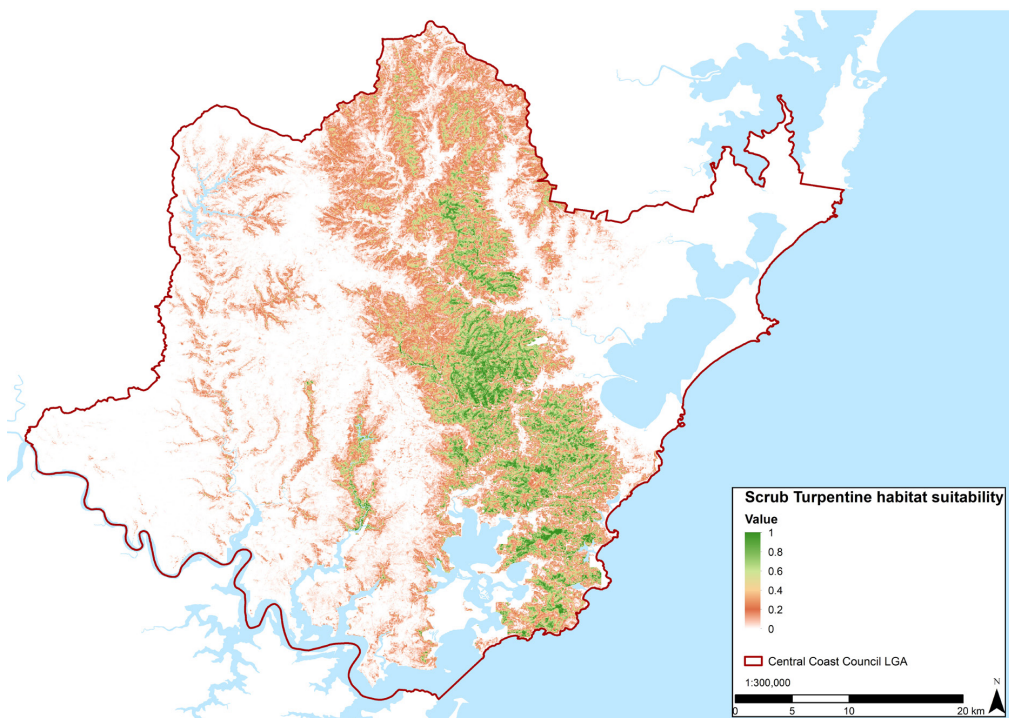 Scrub Turpentine habitat suitability
Value
1
0.8
0.6
0.4
0.2
0
Central Coast Council LGA
1:300,000
N
0 5 10 20 km